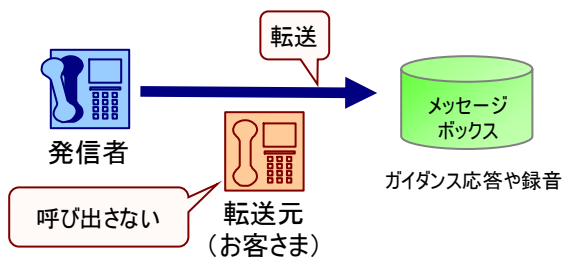 転送
メッセージ
ボックス
発信者
ガイダンス応答や録音
呼び出さない
転送元
（お客さま）